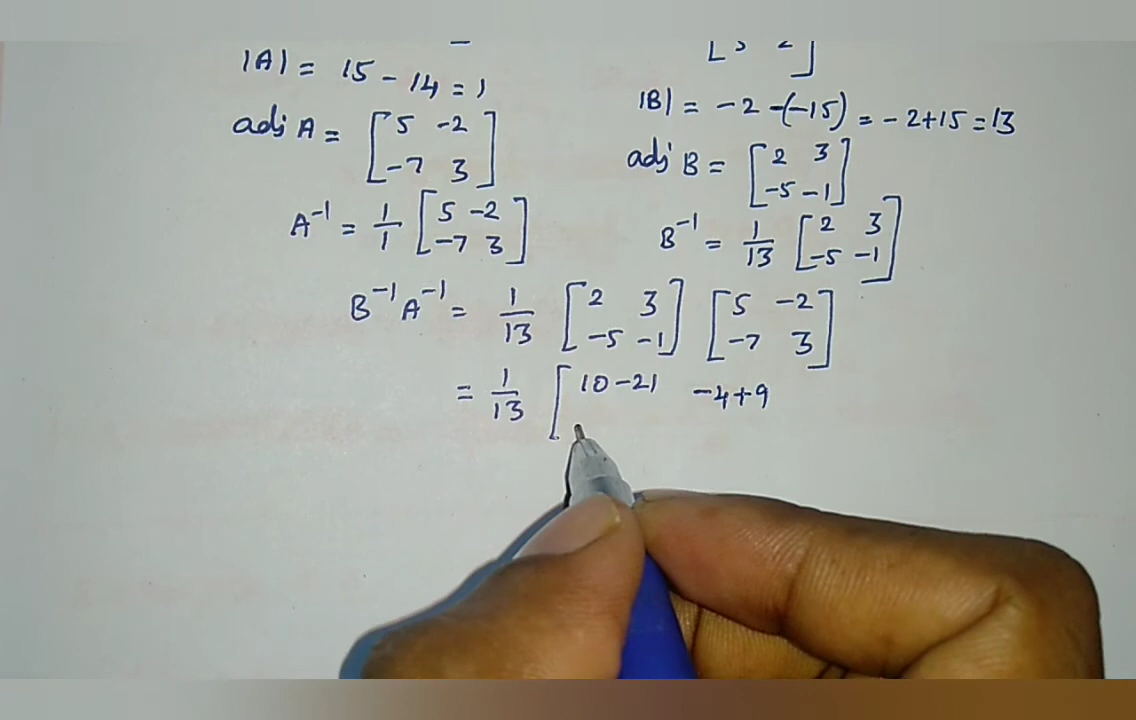 |A| = 15 - 14 = 1
adj A = [5 -2
-7 3]
A⁻¹ = 1/1 [5 -2
-7 3]
|B| = -2 -(-15) = -2+15 = 13
adj B = [2 3
-5 -1]
B⁻¹ = 1/13 [2 3
-5 -1]
B⁻¹A⁻¹ = 1/13 [2 3
-5 -1] [5 -2
-7 3]
= 1/13 [10-21 -4+9